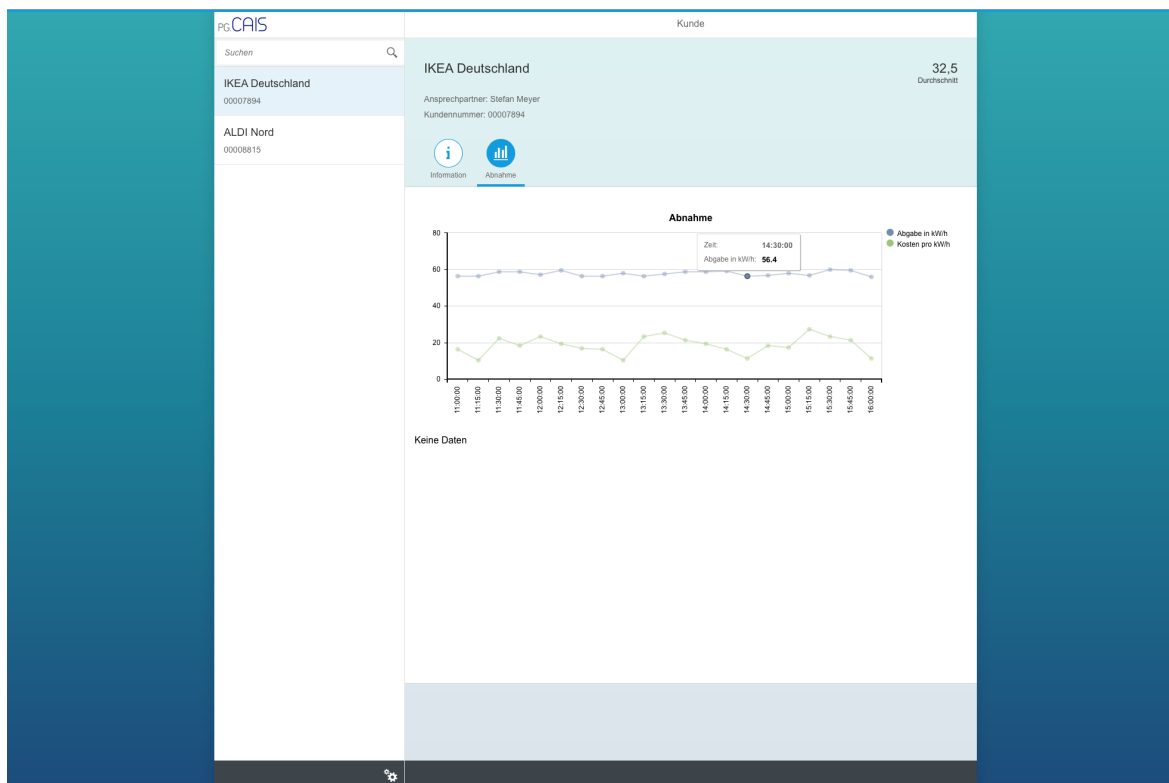 PG.CAIS
Kunde
Suchen
IKEA Deutschland
00007894
ALDI Nord
00008815
IKEA Deutschland
32,5
Durchschnitt
Ansprechpartner: Stefan Meyer
Kundennummer: 00007894
Information
Abnahme
Abnahme
80
60
40
20
0
Zeit: 14:30:00
Abgabe in kW/h: 56.4
Abgabe in kW/h
Kosten pro kW/h
11:00:00
11:15:00
11:30:00
11:45:00
12:00:00
12:15:00
12:30:00
12:45:00
13:00:00
13:15:00
13:30:00
13:45:00
14:00:00
14:15:00
14:30:00
14:45:00
15:00:00
15:15:00
15:30:00
15:45:00
16:00:00
Keine Daten